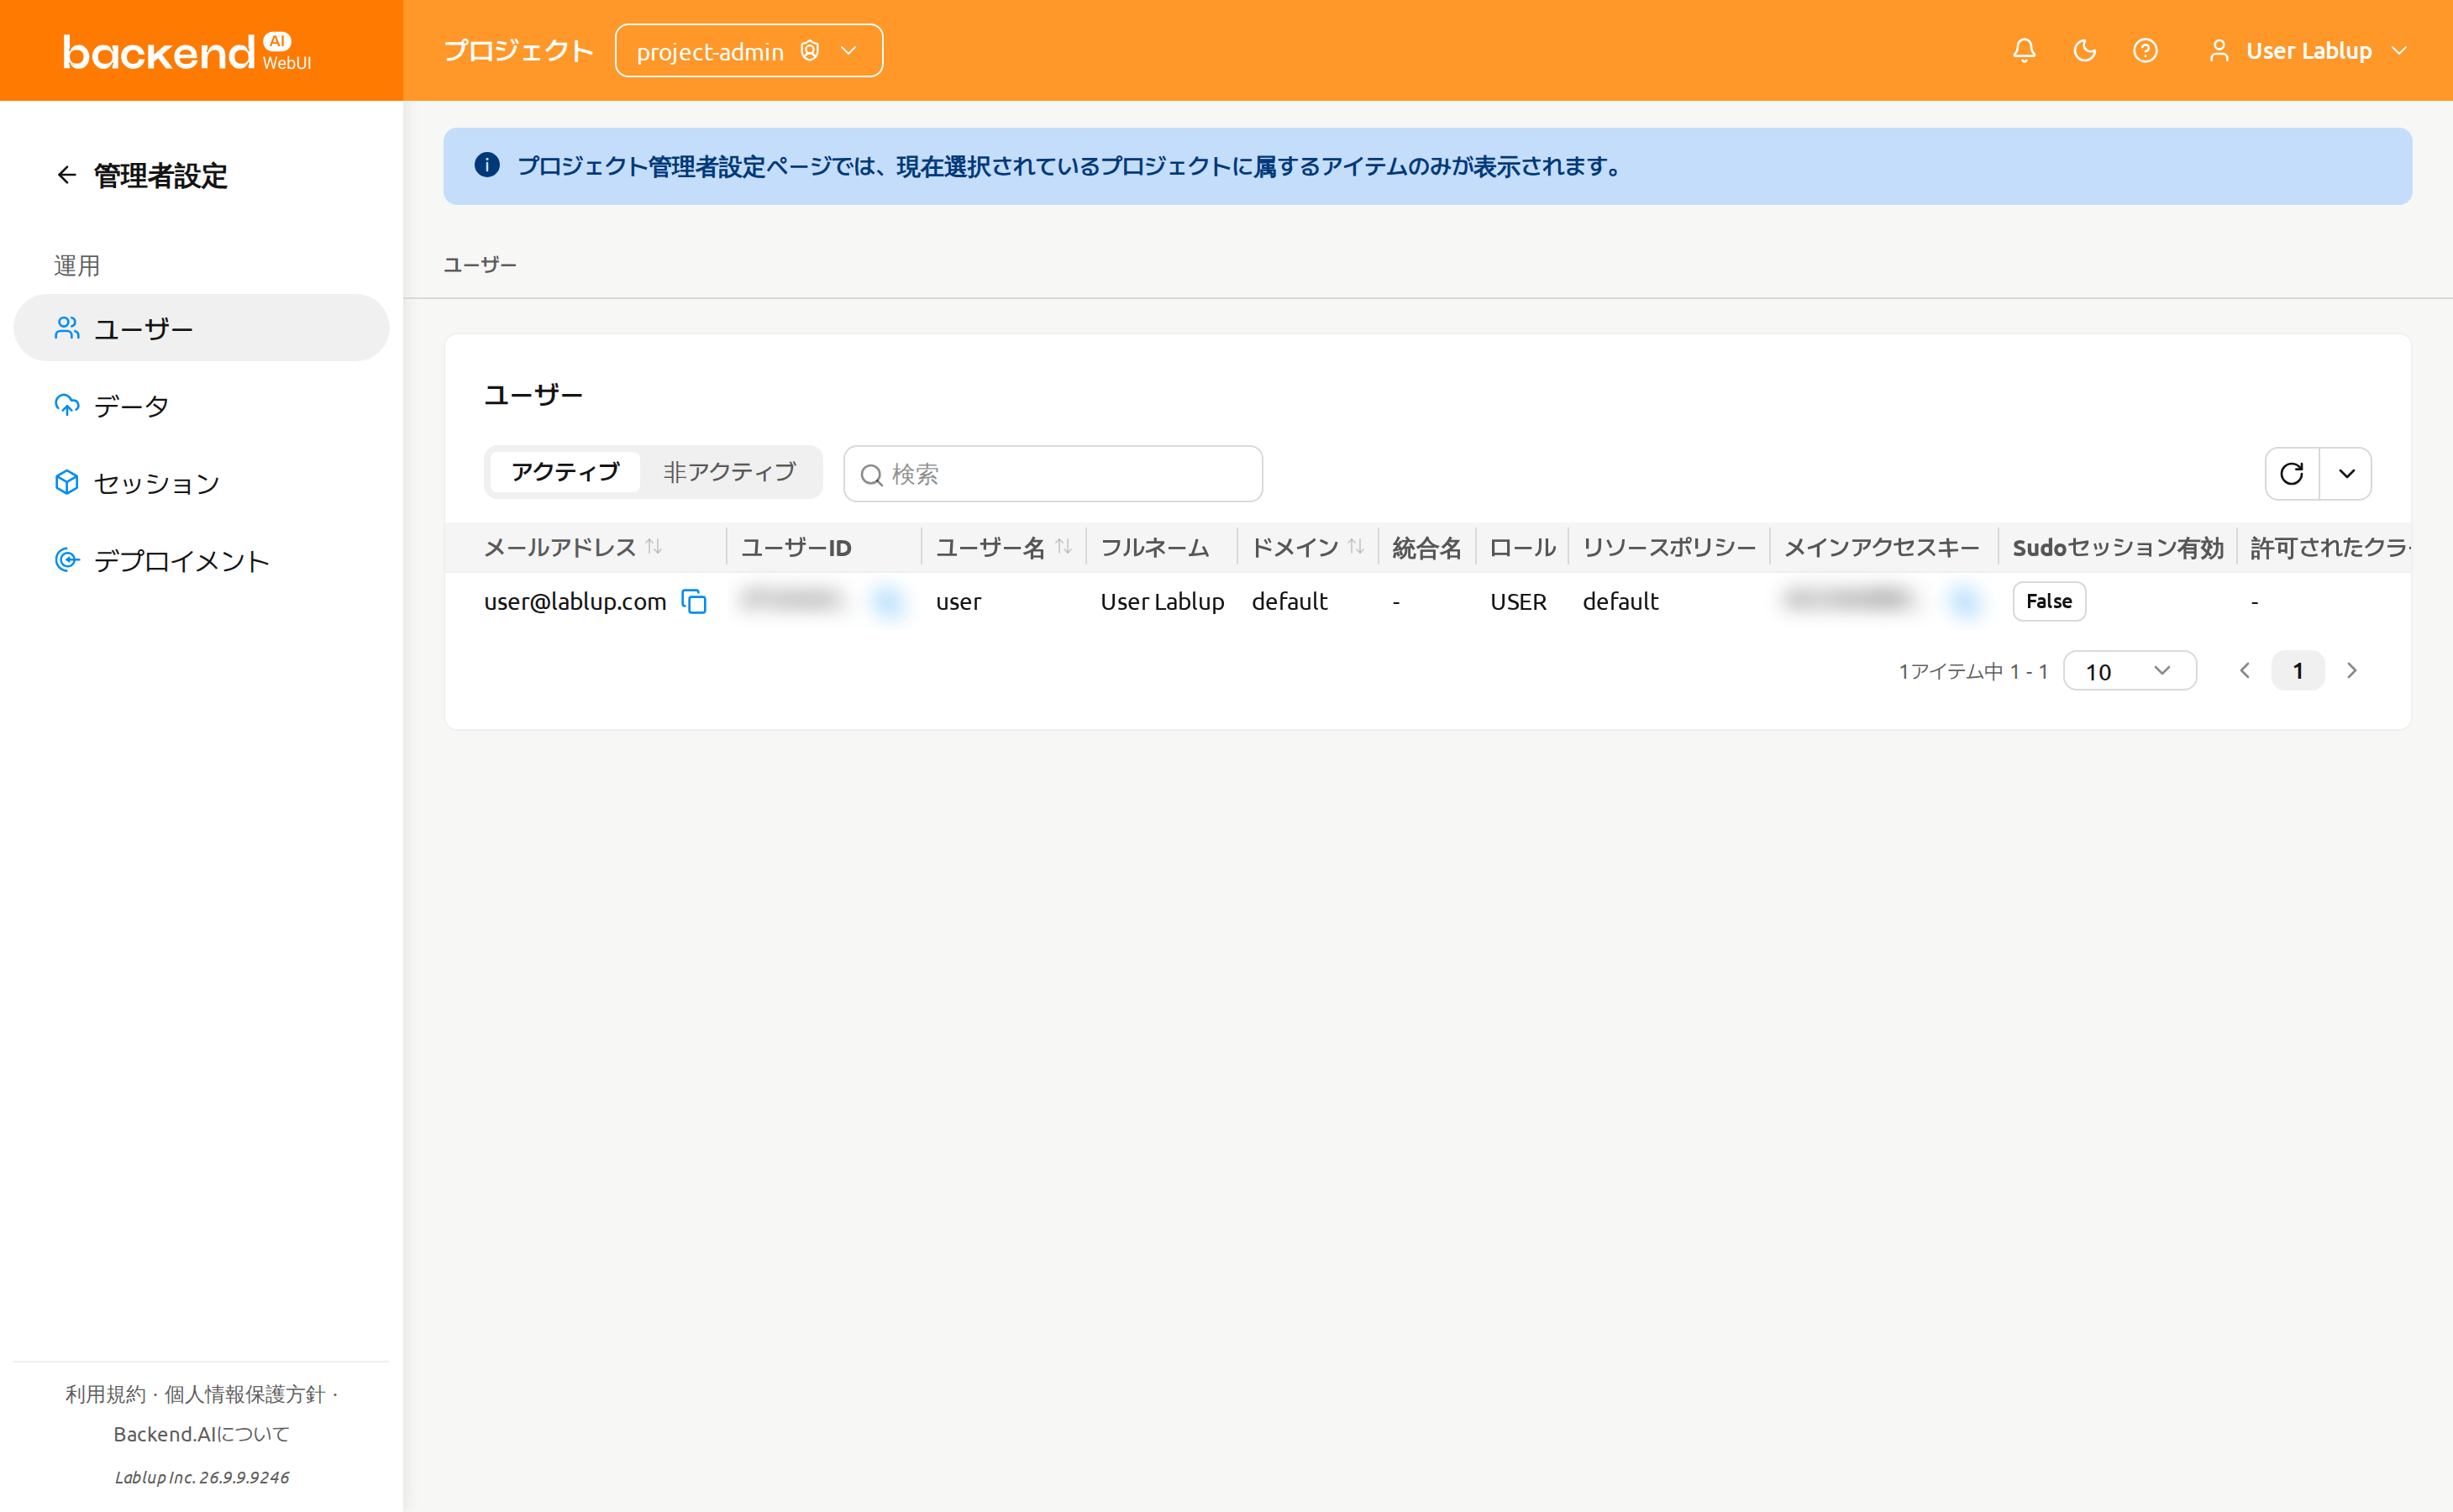 backend AI WebUI
プロジェクト project-admin
User Lablup
管理者設定
運用
ユーザー
データ
セッション
デプロイメント
プロジェクト管理者設定ページでは、現在選択されているプロジェクトに属するアイテムのみが表示されます。
ユーザー
ユーザー
アクティブ 非アクティブ 検索
メールアドレス ユーザーID ユーザー名 フルネーム ドメイン 統合名 ロール リソースポリシー メインアクセスキー Sudoセッション有効 許可されたクラ
user@lablup.com user User Lablup default - USER default False -
1アイテム中 1 - 1 10 1
利用規約 · 個人情報保護方針 ·
Backend.AIについて
Lablup Inc. 26.9.9.9246